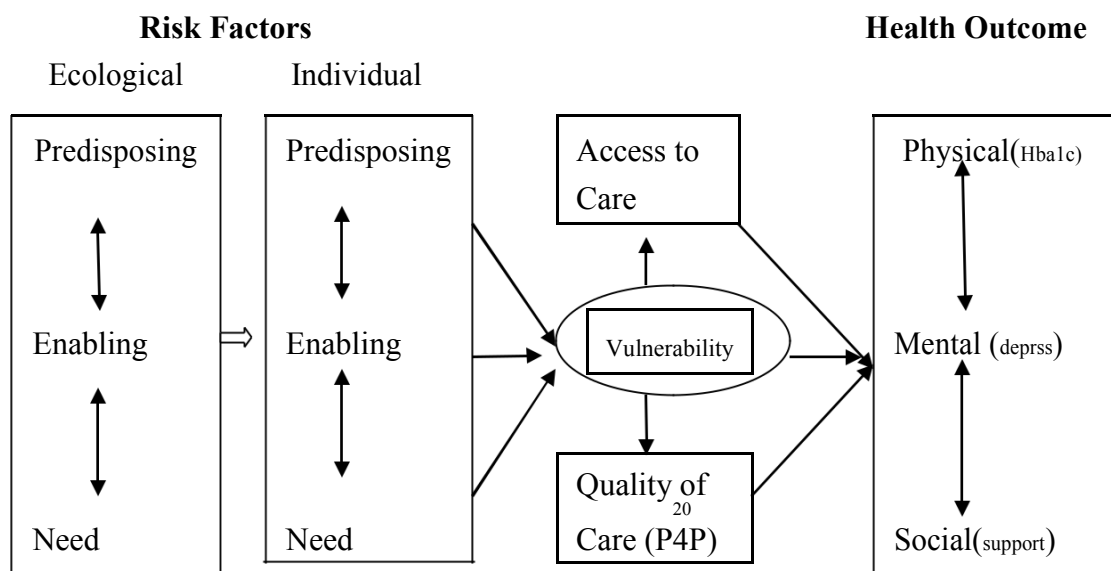 Risk Factors
Health Outcome
Ecological
Individual
Predisposing
Enabling
Need
Predisposing
Enabling
Need
Access to
Care
Vulnerability
Quality of
20
Care (P4P)
Physical(Hba1c)
Mental (deprss)
Social(support)